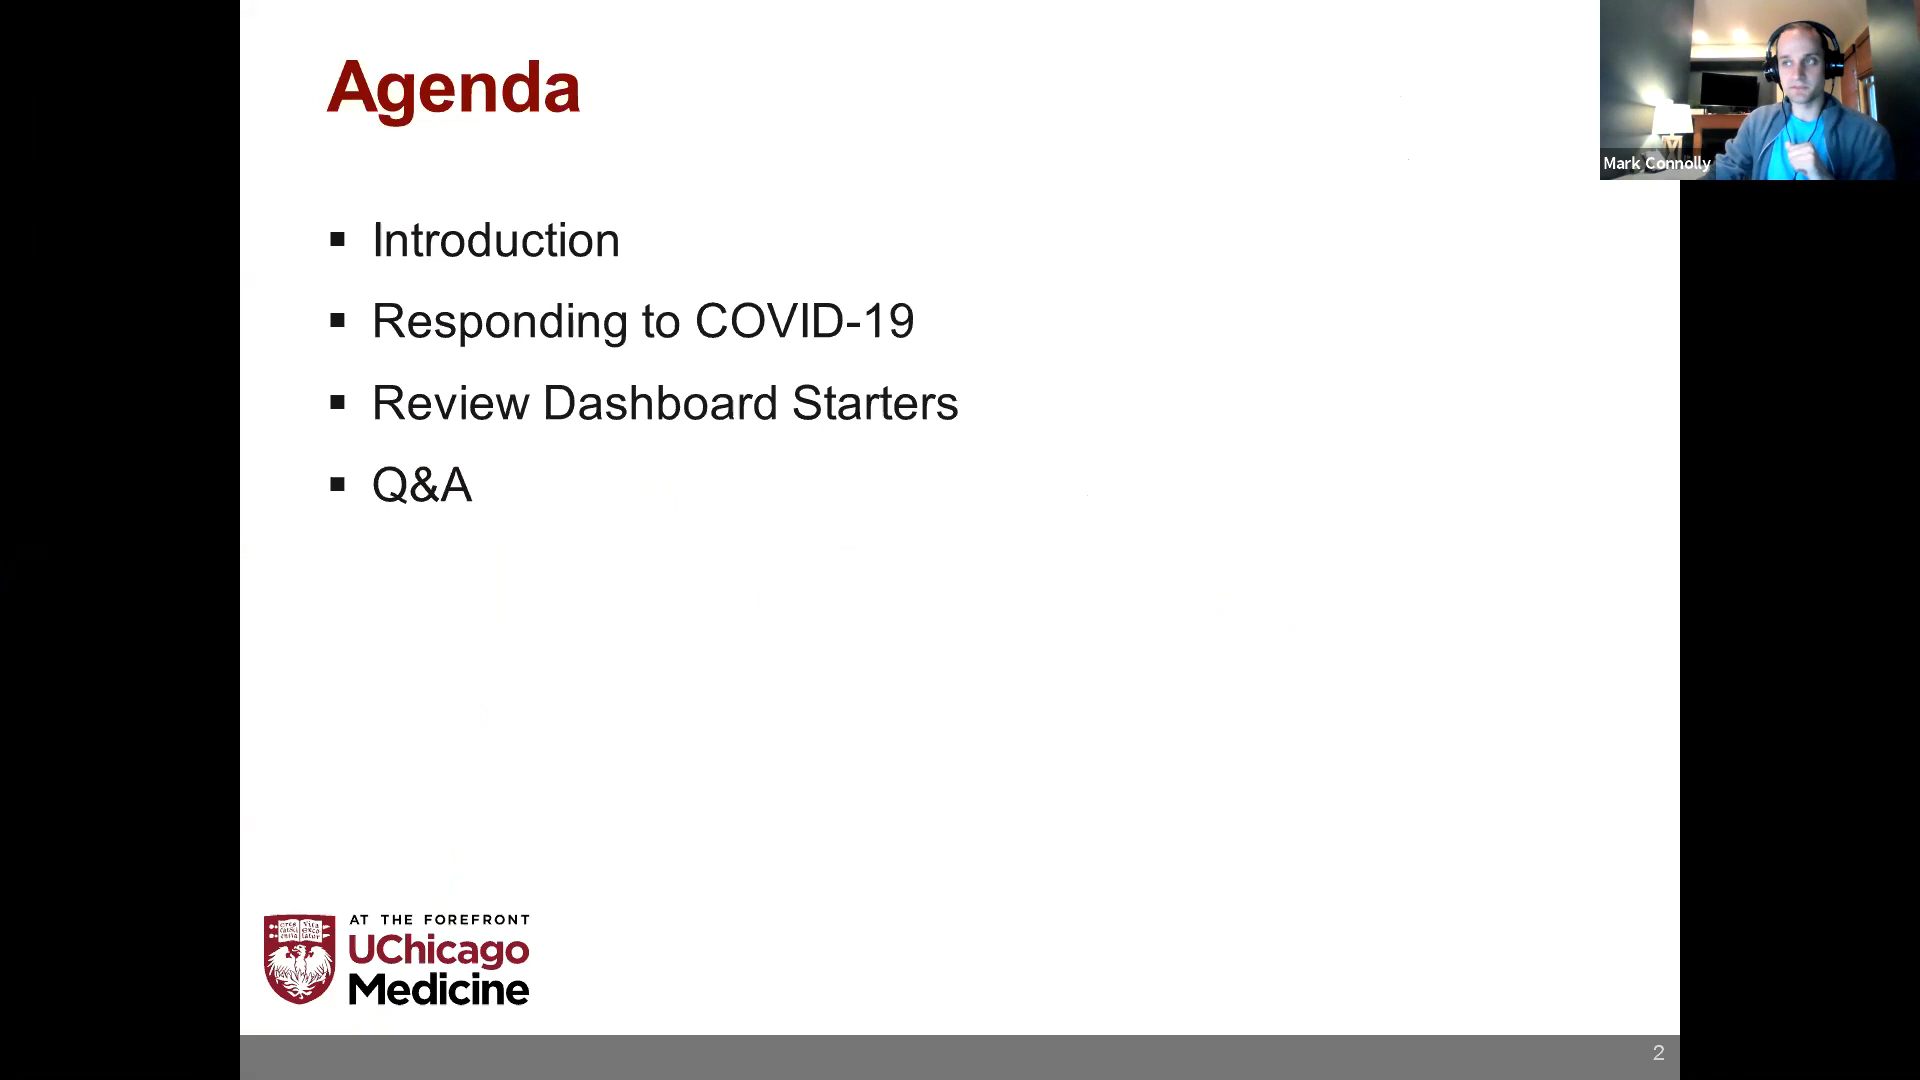 Agenda
Mark Connolly
▪ Introduction
▪ Responding to COVID-19
▪ Review Dashboard Starters
▪ Q&A
AT THE FOREFRONT
UChicago
Medicine
2